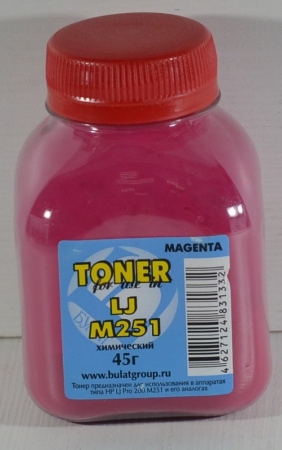 MAGENTA
TONER
for use in
LJ
M251
химический
45г
www.bulatgroup.ru
Тонер предназначен для использования в аппаратах
типа HP LJ Pro 200 M251 и его аналогах
4627124831332